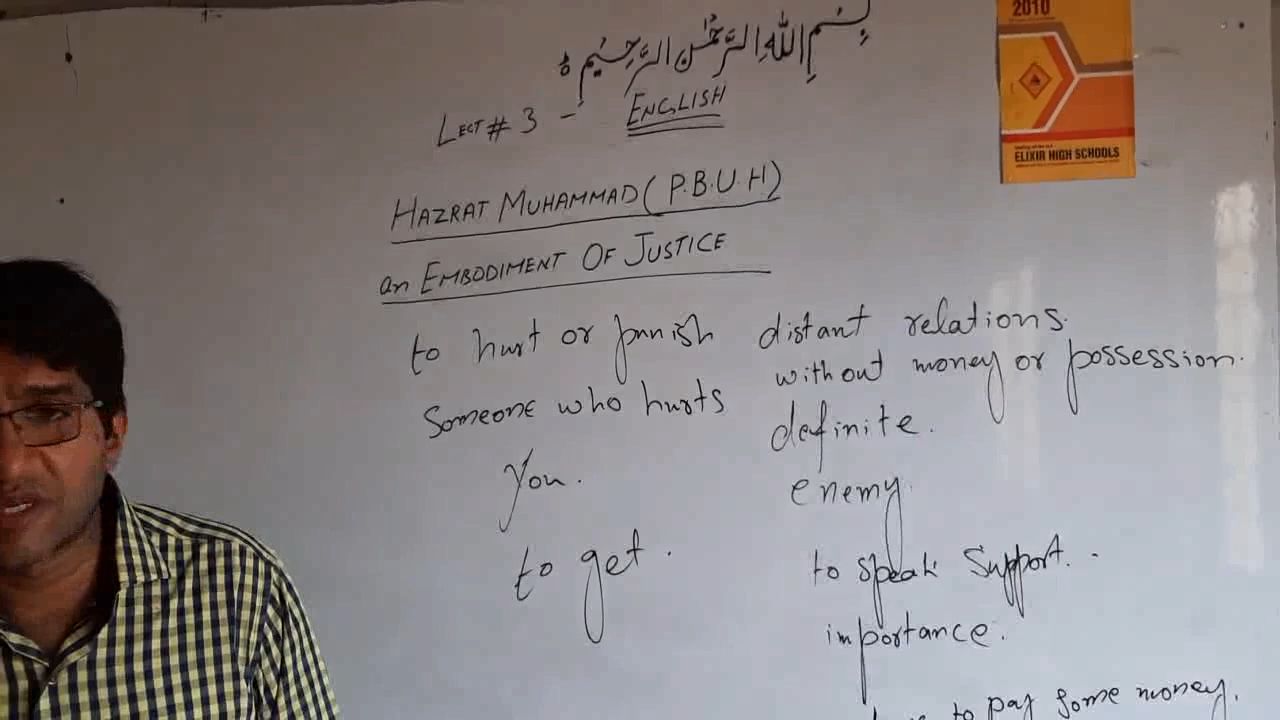 بِسْمِ اللهِ الرَّحْمٰنِ الرَّحِيْمِ ہ
LECT # 3 - ENGLISH
HAZRAT MUHAMMAD (P.B.U.H)
an EMBODIMENT OF JUSTICE
to hurt or punish
Someone who hurts
You.
to get.
distant relations.
without money or possession.
definite.
enemy.
to speak support.
importance.
to pay some money.
2010
ELIXIR HIGH SCHOOLS